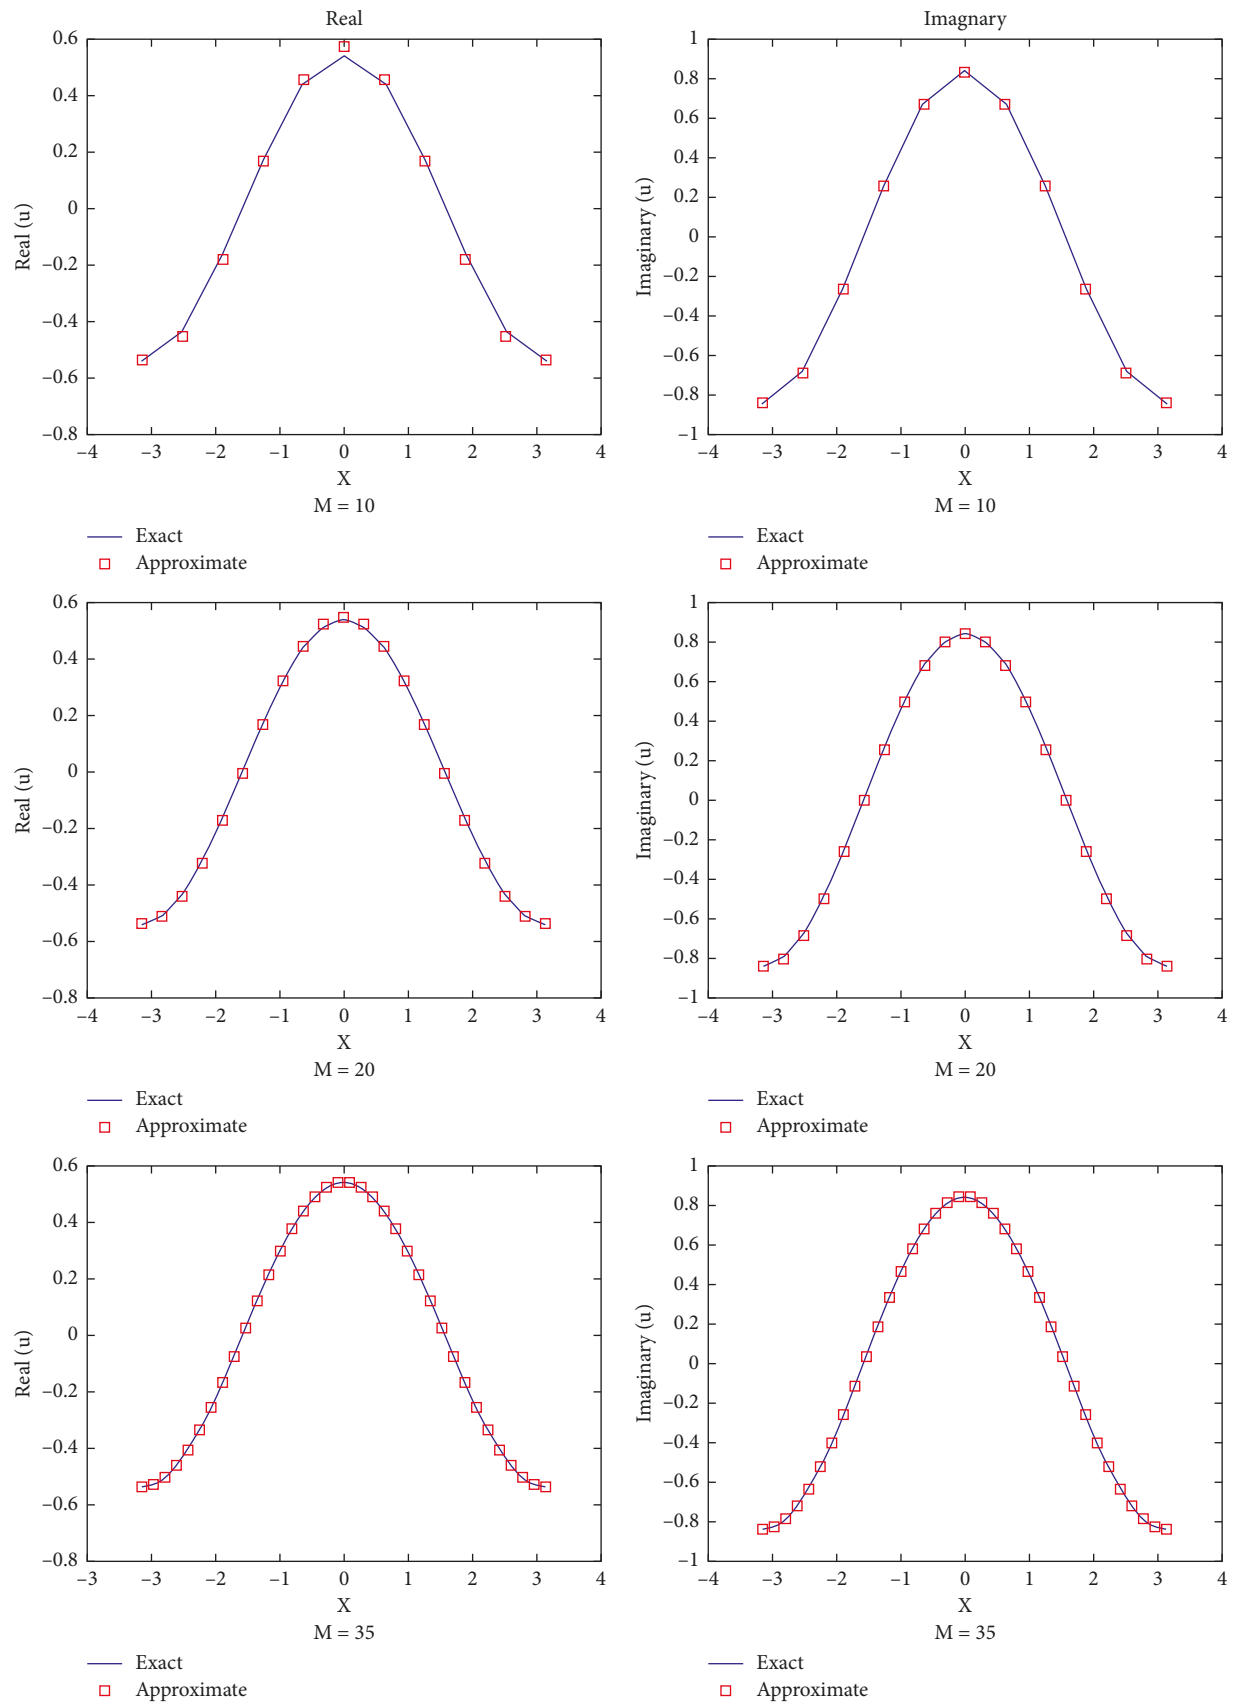 Real
0.6
0.4
0.2
0
–0.2
–0.4
–0.6
–0.8
Real (u)
–4 –3 –2 –1 0 1 2 3 4
X
M = 10
Exact
Approximate
Imagnary
1
0.8
0.6
0.4
0.2
0
–0.2
–0.4
–0.6
–0.8
–1
Imaginary (u)
–4 –3 –2 –1 0 1 2 3 4
X
M = 10
Exact
Approximate
0.6
0.4
0.2
0
–0.2
–0.4
–0.6
–0.8
Real (u)
–4 –3 –2 –1 0 1 2 3 4
X
M = 20
Exact
Approximate
1
0.8
0.6
0.4
0.2
0
–0.2
–0.4
–0.6
–0.8
–1
Imaginary (u)
–4 –3 –2 –1 0 1 2 3 4
X
M = 20
Exact
Approximate
0.6
0.4
0.2
0
–0.2
–0.4
–0.6
–0.8
Real (u)
–3 –3 –2 –1 0 1 2 3 4
X
M = 35
Exact
Approximate
1
0.8
0.6
0.4
0.2
0
–0.2
–0.4
–0.6
–0.8
–1
Imaginary (u)
–4 –3 –2 –1 0 1 2 3 4
X
M = 35
Exact
Approximate